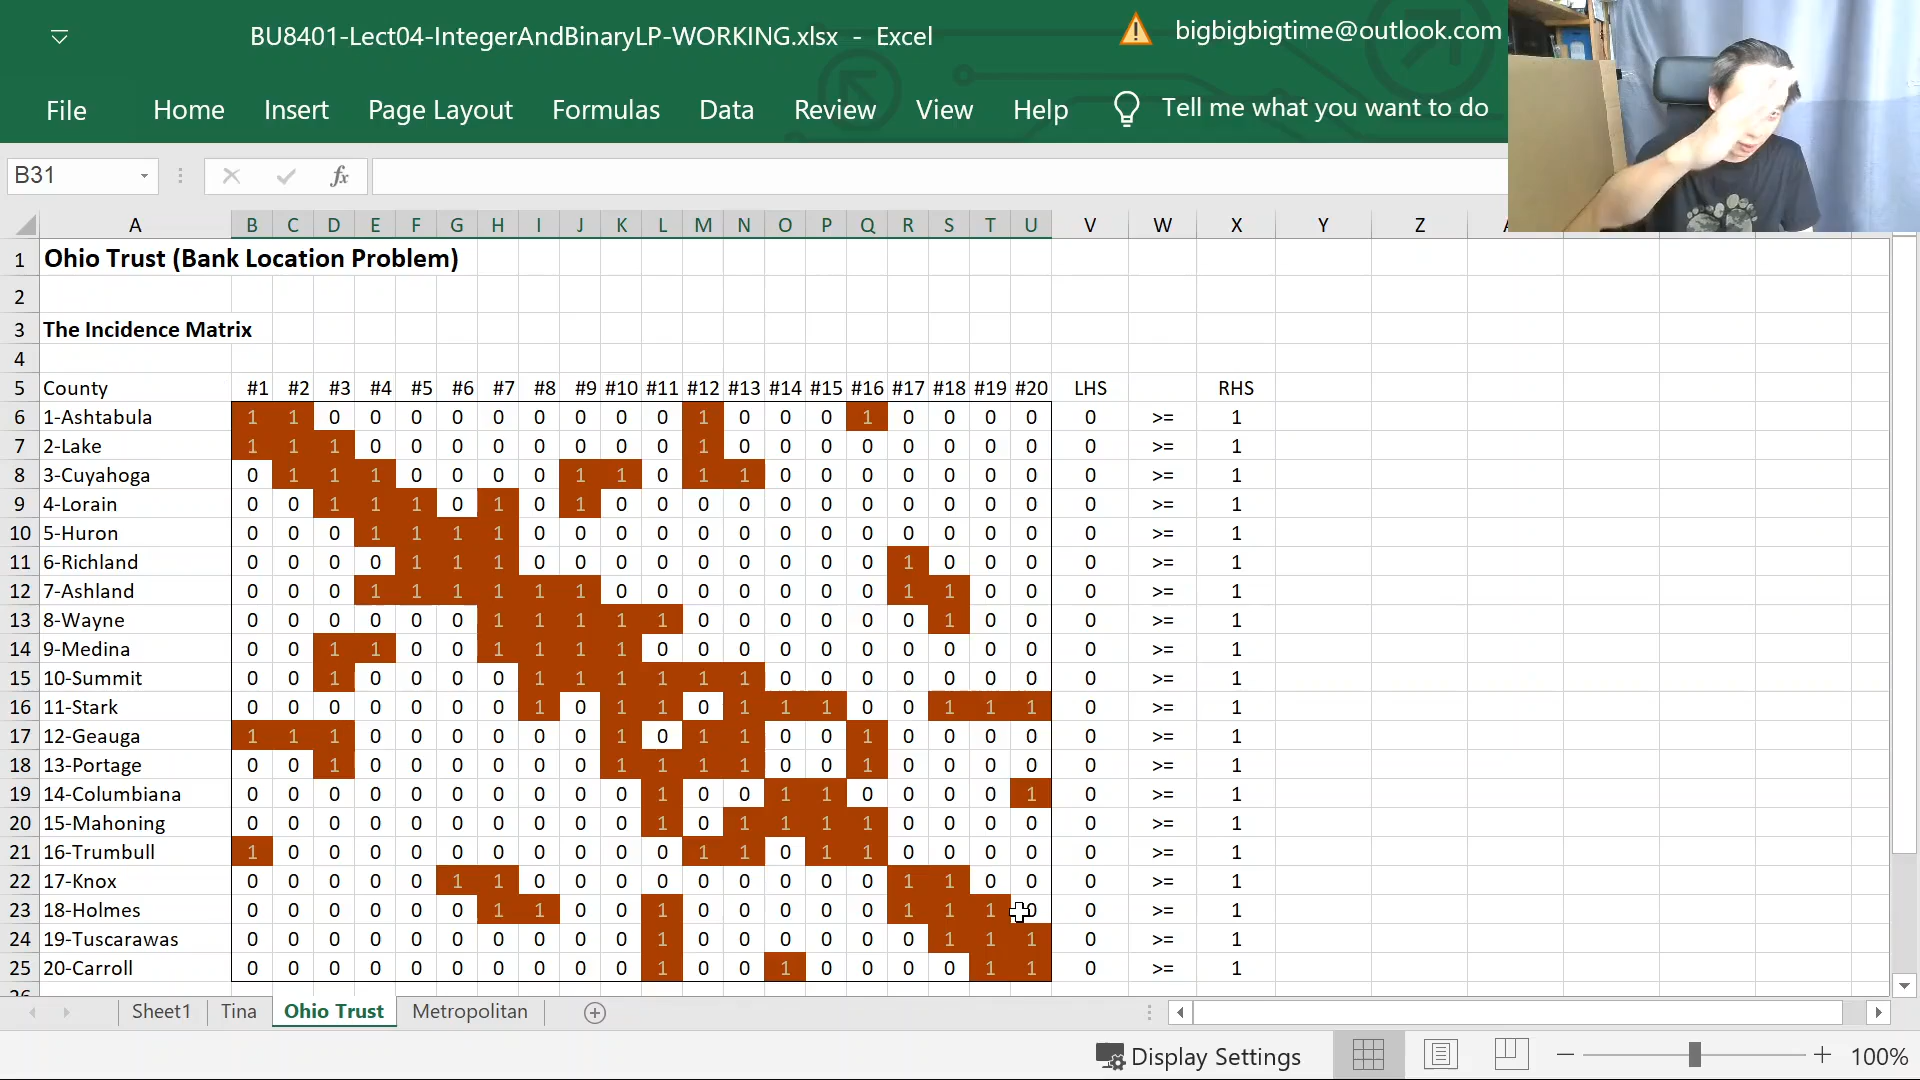 BU8401-Lect04-IntegerAndBinaryLP-WORKING.xlsx - Excel
bigbigbigtime@outlook.com
File Home Insert Page Layout Formulas Data Review View Help Tell me what you want to do
B31 fx
A B C D E F G H I J K L M N O P Q R S T U V W X Y Z
1 Ohio Trust (Bank Location Problem)
2
3 The Incidence Matrix
4
5 County #1 #2 #3 #4 #5 #6 #7 #8 #9 #10 #11 #12 #13 #14 #15 #16 #17 #18 #19 #20 LHS RHS
6 1-Ashtabula 1 1 0 0 0 0 0 0 0 0 0 1 0 0 0 1 0 0 0 0 0 >= 1
7 2-Lake 1 1 1 0 0 0 0 0 0 0 0 1 0 0 0 0 0 0 0 0 0 >= 1
8 3-Cuyahoga 0 1 1 1 0 0 0 0 1 1 0 1 1 0 0 0 0 0 0 0 0 >= 1
9 4-Lorain 0 0 1 1 1 0 1 0 1 0 0 0 0 0 0 0 0 0 0 0 0 >= 1
10 5-Huron 0 0 0 1 1 1 1 0 0 0 0 0 0 0 0 0 0 0 0 0 0 >= 1
11 6-Richland 0 0 0 0 1 1 1 0 0 0 0 0 0 0 0 0 1 0 0 0 0 >= 1
12 7-Ashland 0 0 0 1 1 1 1 1 1 0 0 0 0 0 0 0 1 1 0 0 0 >= 1
13 8-Wayne 0 0 0 0 0 0 1 1 1 1 1 0 0 0 0 0 0 1 0 0 0 >= 1
14 9-Medina 0 0 1 1 0 0 1 1 1 1 0 0 0 0 0 0 0 0 0 0 0 >= 1
15 10-Summit 0 0 1 0 0 0 0 1 1 1 1 1 1 0 0 0 0 0 0 0 0 >= 1
16 11-Stark 0 0 0 0 0 0 0 1 0 1 1 0 1 1 1 0 0 1 1 1 0 >= 1
17 12-Geauga 1 1 1 0 0 0 0 0 0 1 0 1 1 0 0 1 0 0 0 0 0 >= 1
18 13-Portage 0 0 1 0 0 0 0 0 0 1 1 1 1 0 0 1 0 0 0 0 0 >= 1
19 14-Columbiana 0 0 0 0 0 0 0 0 0 0 1 0 0 1 1 0 0 0 0 1 0 >= 1
20 15-Mahoning 0 0 0 0 0 0 0 0 0 0 1 0 1 1 1 1 0 0 0 0 0 >= 1
21 16-Trumbull 1 0 0 0 0 0 0 0 0 0 0 1 1 0 1 1 0 0 0 0 0 >= 1
22 17-Knox 0 0 0 0 0 1 1 0 0 0 0 0 0 0 0 0 1 1 0 0 0 >= 1
23 18-Holmes 0 0 0 0 0 0 1 1 0 0 1 0 0 0 0 0 1 1 1 0 0 >= 1
24 19-Tuscarawas 0 0 0 0 0 0 0 0 0 0 1 0 0 0 0 0 0 1 1 1 0 >= 1
25 20-Carroll 0 0 0 0 0 0 0 0 0 0 1 0 0 1 0 0 0 0 1 1 0 >= 1
Sheet1 Tina Ohio Trust Metropolitan
Display Settings 100%